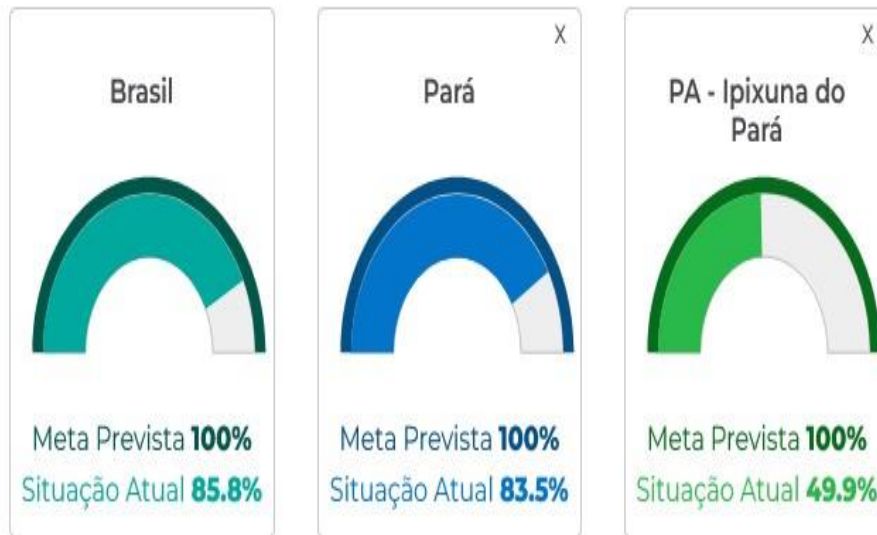 Brasil
Meta Prevista 100%
Situação Atual 85.8%
X
Pará
Meta Prevista 100%
Situação Atual 83.5%
X
PA - Ipixuna do
Pará
Meta Prevista 100%
Situação Atual 49.9%